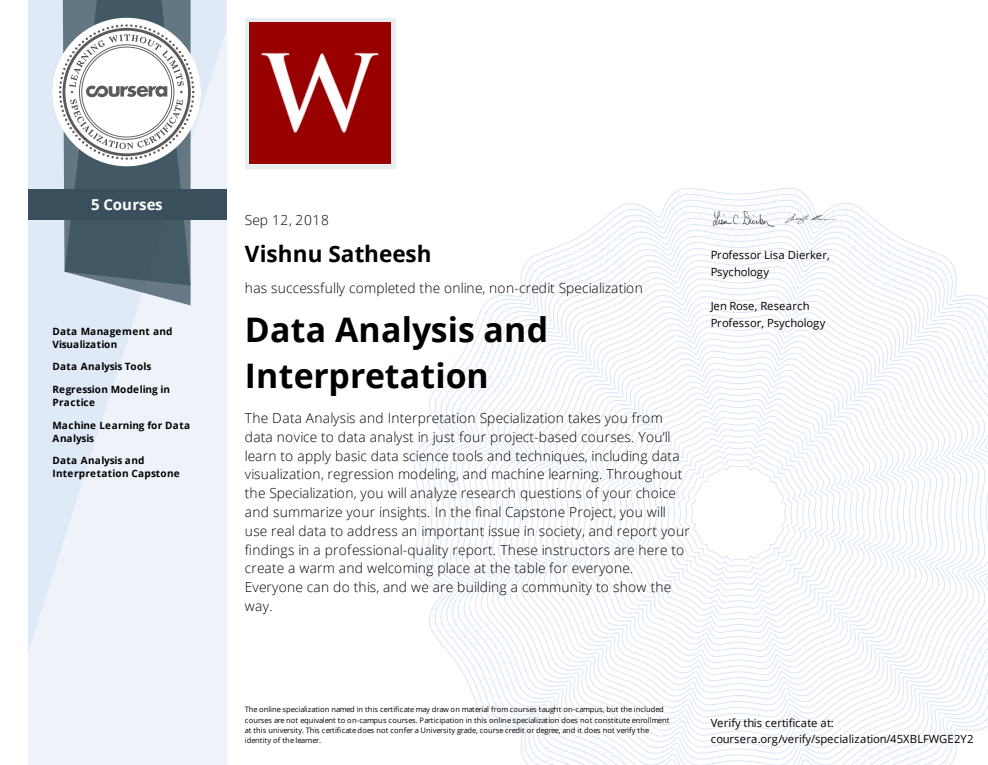 LEARNING WITHOUT LIMITS
coursera
SPECIALIZATION CERTIFICATE
W
5 Courses
Data Management and
Visualization
Data Analysis Tools
Regression Modeling in
Practice
Machine Learning for Data
Analysis
Data Analysis and
Interpretation Capstone
Sep 12, 2018
Vishnu Satheesh
has successfully completed the online, non-credit Specialization
Data Analysis and
Interpretation
The Data Analysis and Interpretation Specialization takes you from
data novice to data analyst in just four project-based courses. You'll
learn to apply basic data science tools and techniques, including data
visualization, regression modeling, and machine learning. Throughout
the Specialization, you will analyze research questions of your choice
and summarize your insights. In the final Capstone Project, you will
use real data to address an important issue in society, and report your
findings in a professional-quality report. These instructors are here to
create a warm and welcoming place at the table for everyone.
Everyone can do this, and we are building a community to show the
way.
Lisa C Dierker
Professor Lisa Dierker,
Psychology
Jen Rose, Research
Professor, Psychology
The online specialization named in this certificate may draw on material from courses taught on-campus, but the included
courses are not equivalent to on-campus courses. Participation in this online specialization does not constitute enrollment
at this university. This certificate does not confer a University grade, course credit or degree, and it does not verify the
identity of the learner.
Verify this certificate at:
coursera.org/verify/specialization/45XBLFWGE2Y2